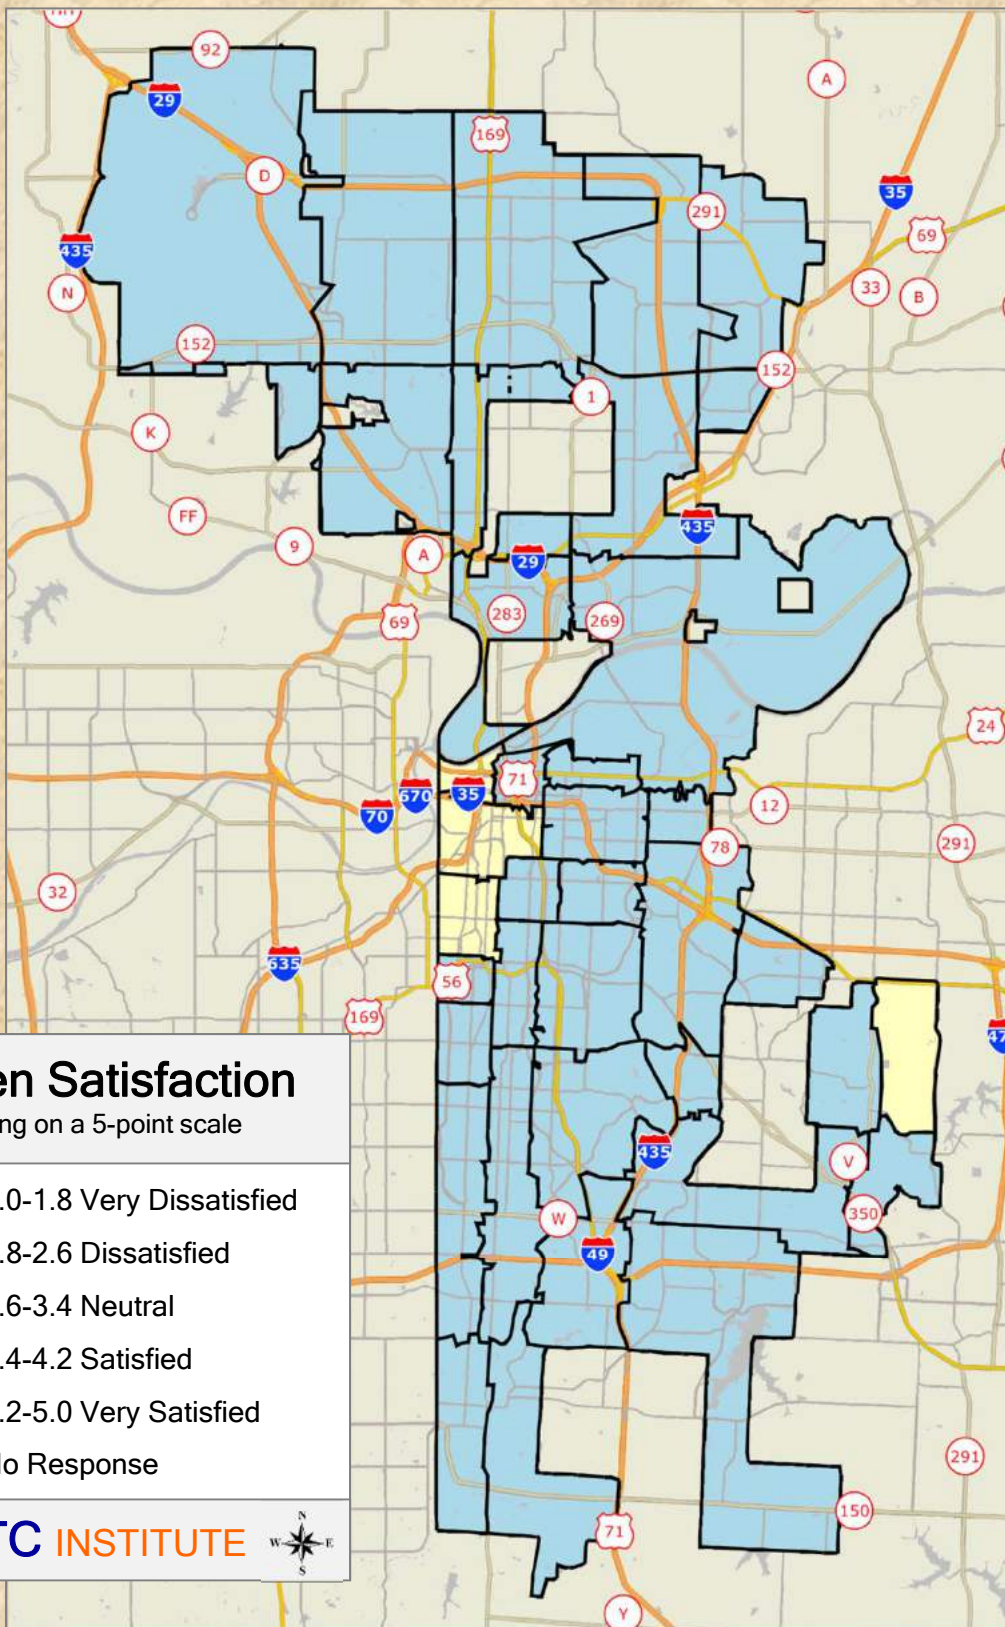 92
29
169
A
D
35
291
69
435
N
33
B
152
152
1
K
FF
435
9
A
29
283
269
69
24
71
670
35
70
12
78
291
32
635
56
169
47
en Satisfaction
ng on a 5-point scale
435
V
.0-1.8 Very Dissatisfied
350
W
.8-2.6 Dissatisfied
49
.6-3.4 Neutral
.4-4.2 Satisfied
.2-5.0 Very Satisfied
o Response
291
150
TC INSTITUTE
N
W E
S
71
Y